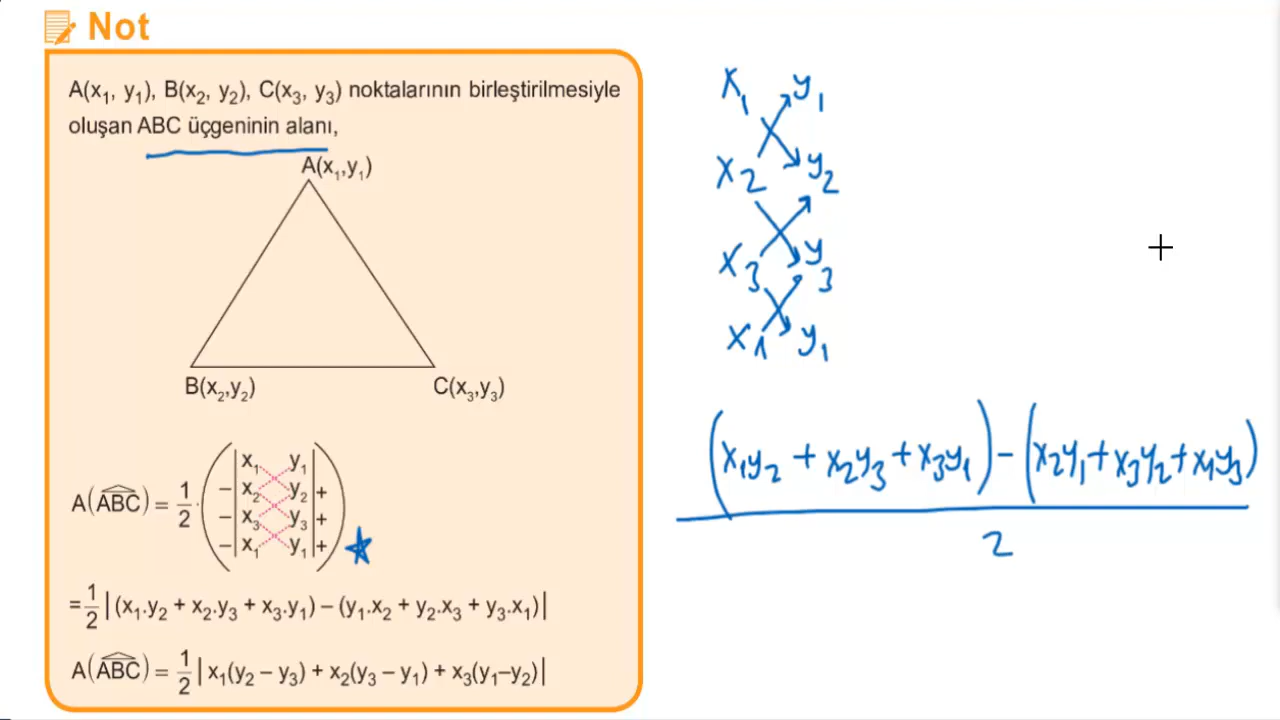 Not
A(x₁, y₁), B(x₂, y₂), C(x₃, y₃) noktalarının birleştirilmesiyle
oluşan ABC üçgeninin alanı,
A(x₁,y₁)
B(x₂,y₂)
C(x₃,y₃)
A(ABC) = 1/2 · ( | x₁ y₁ |
− | x₂ y₂ | +
− | x₃ y₃ | +
− | x₁ y₁ | + )
= 1/2 | (x₁.y₂ + x₂.y₃ + x₃.y₁) − (y₁.x₂ + y₂.x₃ + y₃.x₁) |
A(ABC) = 1/2 | x₁(y₂ − y₃) + x₂(y₃ − y₁) + x₃(y₁−y₂) |
x₁ y₁
x₂ y₂
x₃ y₃
x₁ y₁
(x₁y₂ + x₂y₃ + x₃y₁) − (x₂y₁ + x₃y₂ + x₁y₃)
2